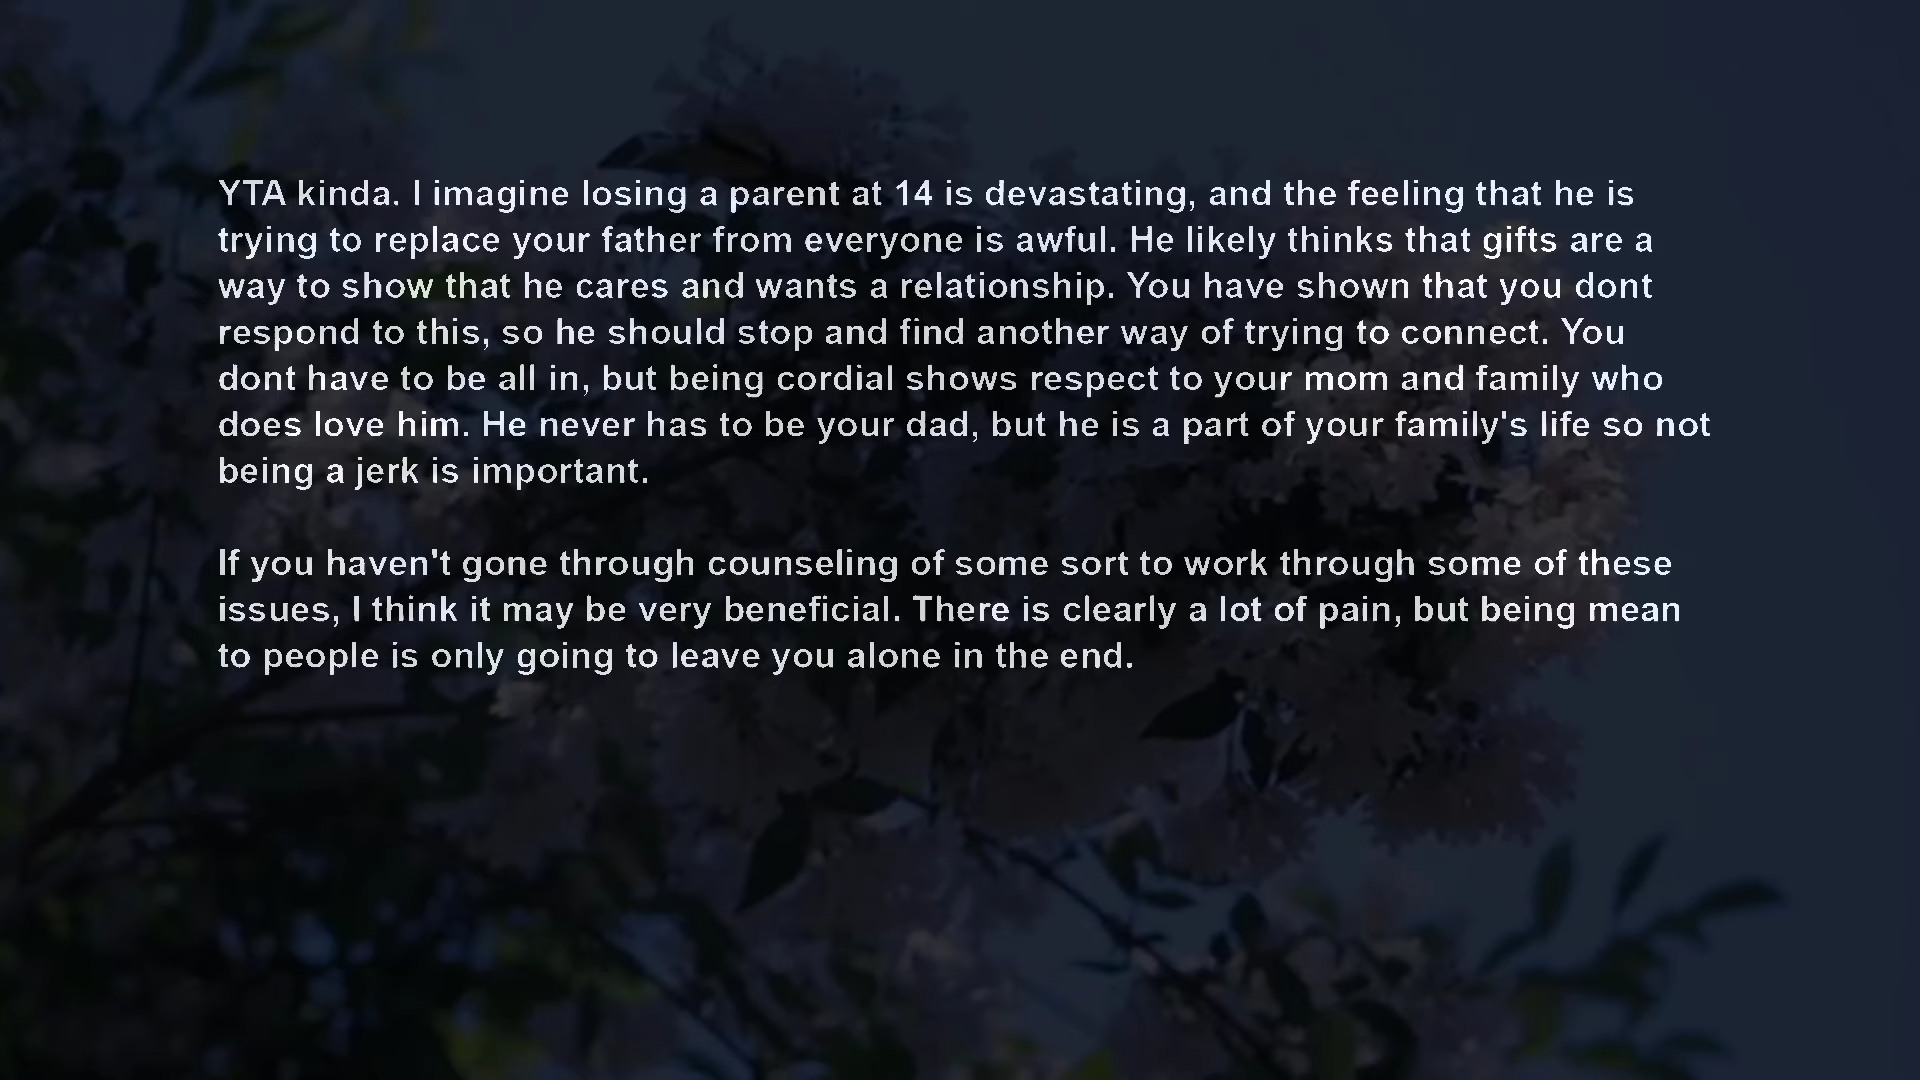 YTA kinda. I imagine losing a parent at 14 is devastating, and the feeling that he is
trying to replace your father from everyone is awful. He likely thinks that gifts are a
way to show that he cares and wants a relationship. You have shown that you dont
respond to this, so he should stop and find another way of trying to connect. You
dont have to be all in, but being cordial shows respect to your mom and family who
does love him. He never has to be your dad, but he is a part of your family's life so not
being a jerk is important.
If you haven't gone through counseling of some sort to work through some of these
issues, I think it may be very beneficial. There is clearly a lot of pain, but being mean
to people is only going to leave you alone in the end.